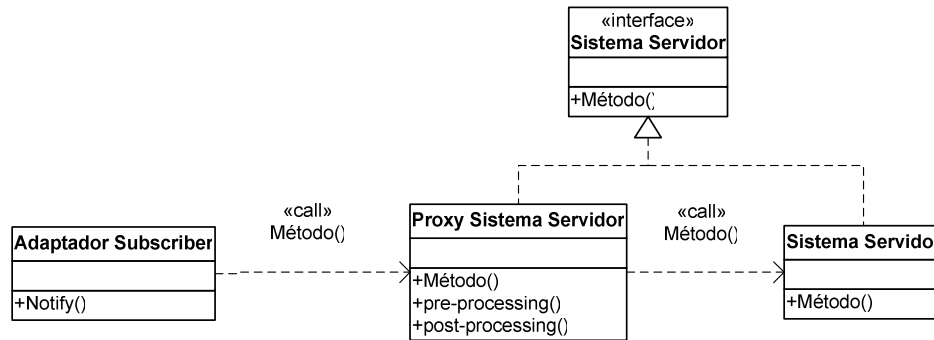 «interface»
Sistema Servidor
+Método()
«call»
Método()
«call»
Método()
Adaptador Subscriber
+Notify()
Proxy Sistema Servidor
+Método()
+pre-processing()
+post-processing()
Sistema Servido
+Método()